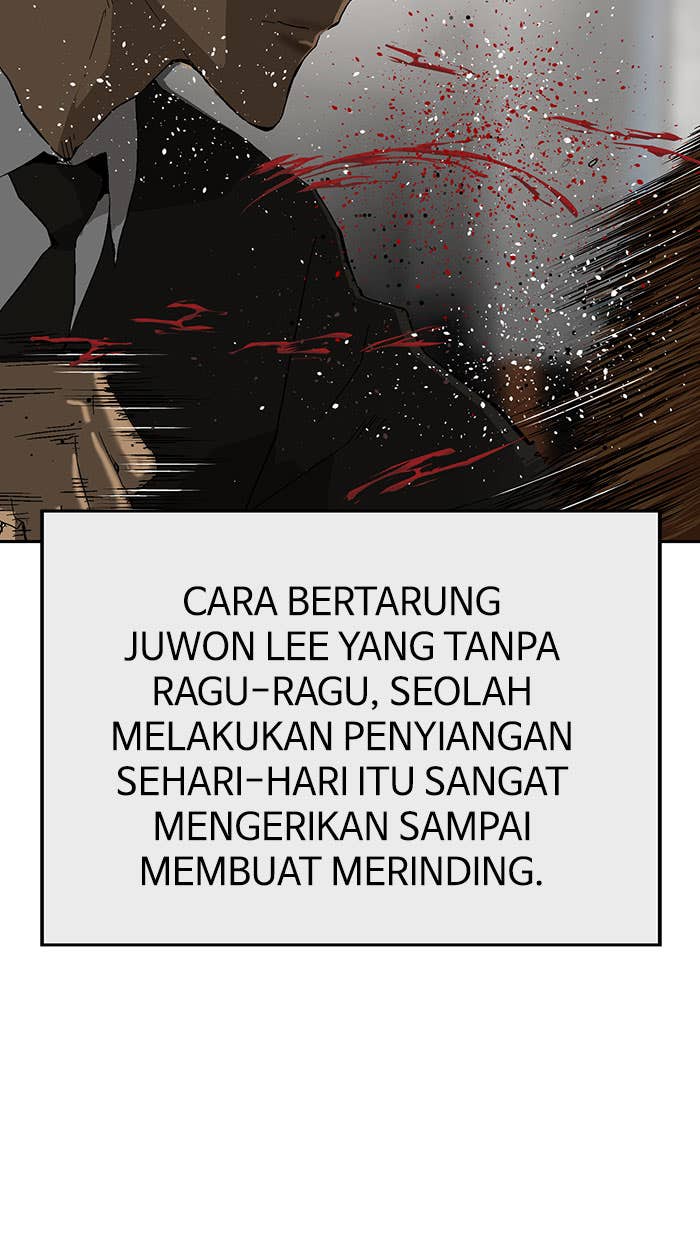 CARA BERTARUNG
JUWON LEE YANG TANPA
RAGU-RAGU, SEOLAH
MELAKUKAN PENYIANGAN
SEHARI-HARI ITU SANGAT
MENGERIKAN SAMPAI
MEMBUAT MERINDING.